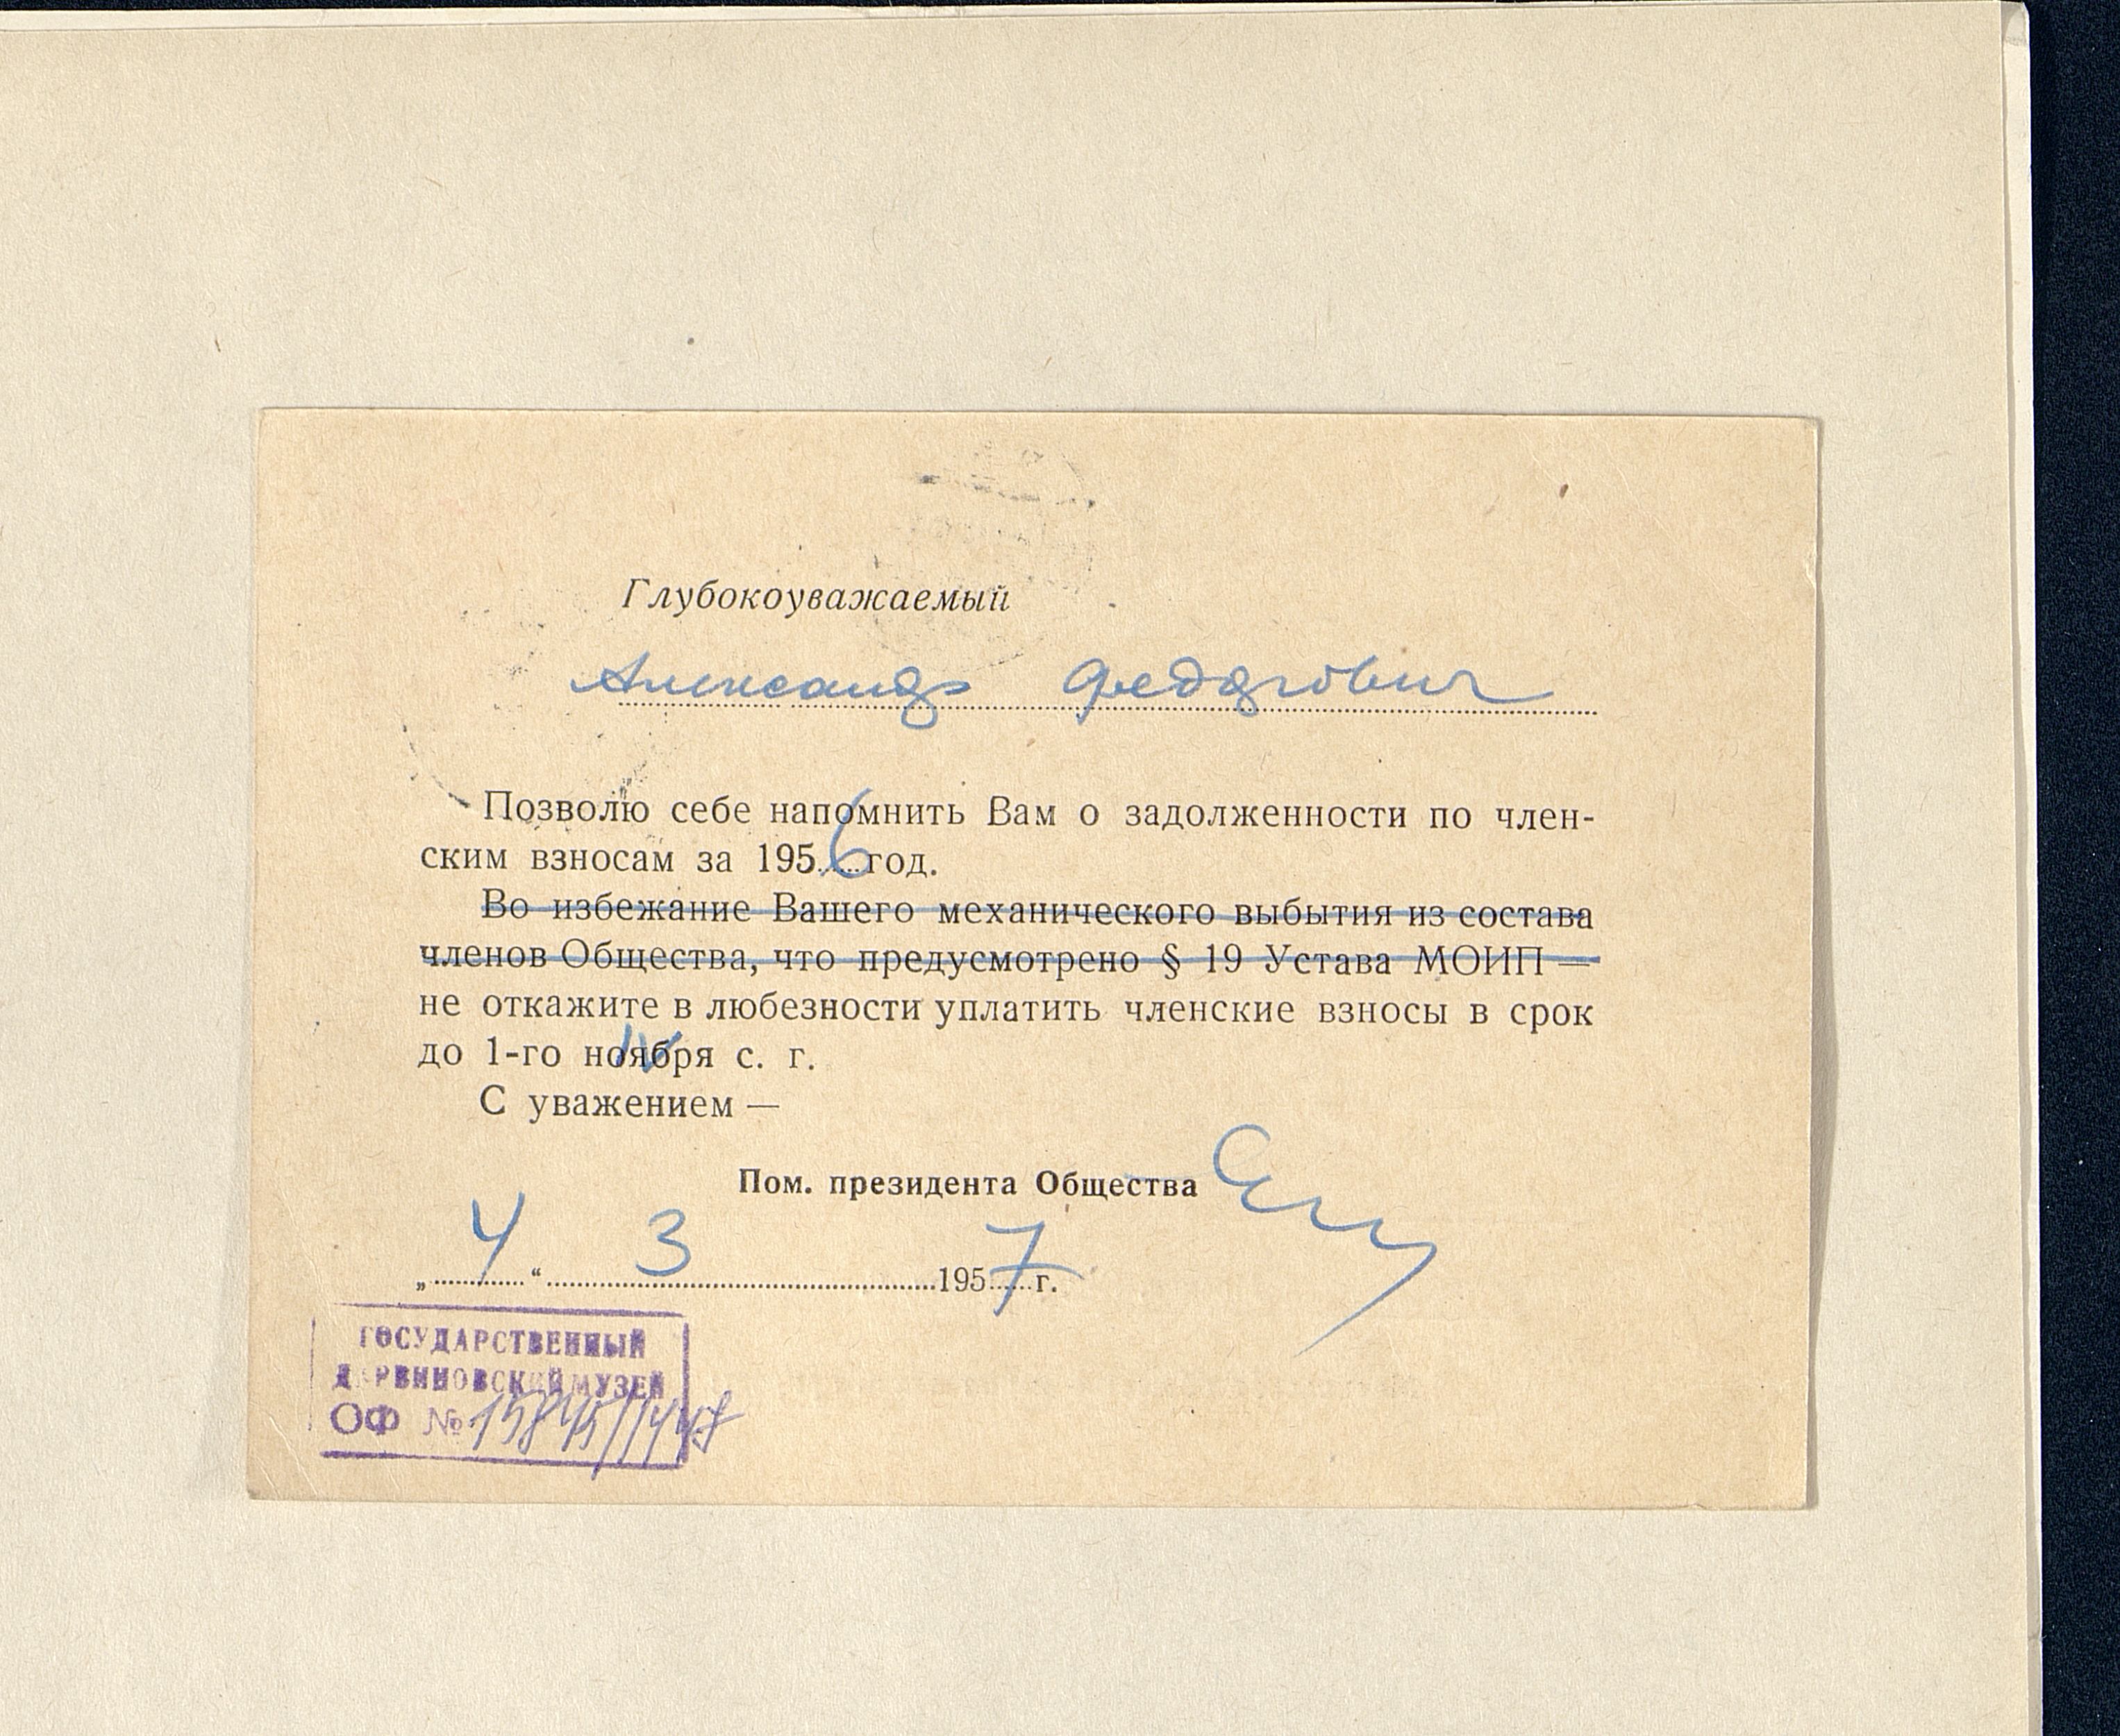 Глубокоуважаемый
Александр Федорович
Позволю себе напомнить Вам о задолженности по член-
ским взносам за 1956 год.
Во избежание Вашего механического выбытия из состава
членов Общества, что предусмотрено § 19 Устава МОИП —
не откажите в любезности уплатить членские взносы в срок
до 1-го ноября с. г.
IV
С уважением —
Пом. президента Общества
„4“ 3 1957 г.
ГОСУДАРСТВЕННЫЙ
ДАРВИНОВСКИЙ МУЗЕЙ
ОФ №